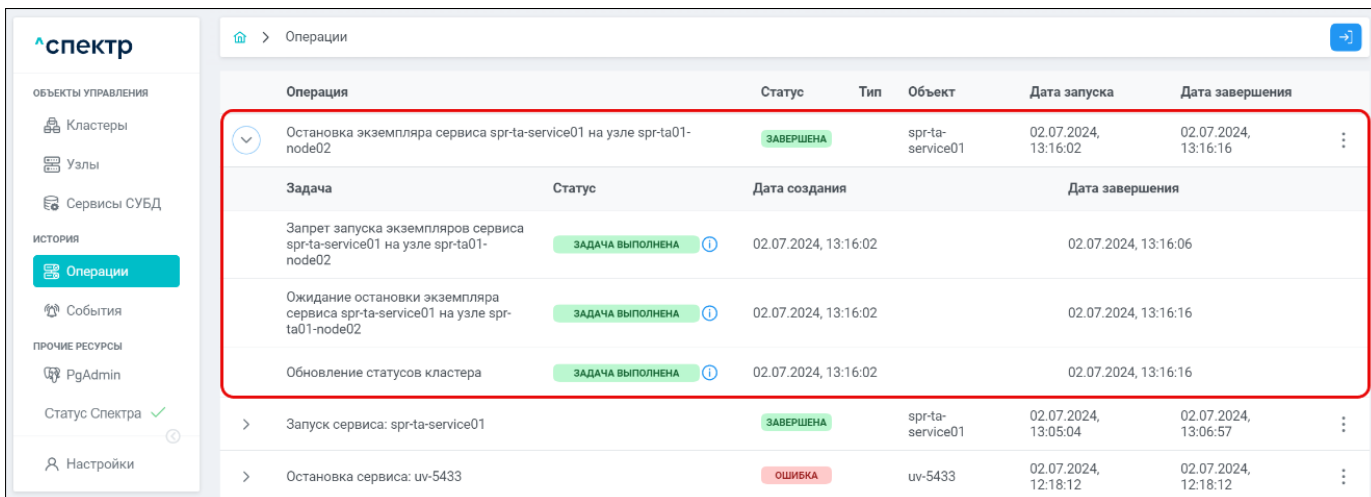 ^спектр
ОБЪЕКТЫ УПРАВЛЕНИЯ
Кластеры
Узлы
Сервисы СУБД
ИСТОРИЯ
Операции
События
ПРОЧИЕ РЕСУРСЫ
PgAdmin
Статус Спектра
Настройки
> Операции
Операция Статус Тип Объект Дата запуска Дата завершения
Остановка экземпляра сервиса spr-ta-service01 на узле spr-ta01-
node02
ЗАВЕРШЕНА
spr-ta-
service01
02.07.2024,
13:16:02
02.07.2024,
13:16:16
Задача Статус Дата создания Дата завершения
Запрет запуска экземпляров сервиса
spr-ta-service01 на узле spr-ta01-
node02
ЗАДАЧА ВЫПОЛНЕНА
02.07.2024, 13:16:02
02.07.2024, 13:16:06
Ожидание остановки экземпляра
сервиса spr-ta-service01 на узле spr-
ta01-node02
ЗАДАЧА ВЫПОЛНЕНА
02.07.2024, 13:16:02
02.07.2024, 13:16:16
Обновление статусов кластера
ЗАДАЧА ВЫПОЛНЕНА
02.07.2024, 13:16:02
02.07.2024, 13:16:16
Запуск сервиса: spr-ta-service01
ЗАВЕРШЕНА
spr-ta-
service01
02.07.2024,
13:05:04
02.07.2024,
13:06:57
Остановка сервиса: uv-5433
ОШИБКА
uv-5433
02.07.2024,
12:18:12
02.07.2024,
12:18:12